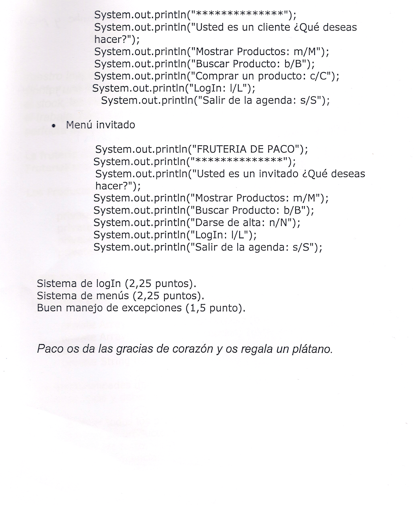 System.out.println("**************");
System.out.println("Usted es un cliente ¿Qué deseas
hacer?");
System.out.println("Mostrar Productos: m/M");
System.out.println("Buscar Producto: b/B");
System.out.println("Comprar un producto: c/C");
System.out.println("LogIn: l/L");
System.out.println("Salir de la agenda: s/S");
• Menú invitado
System.out.println("FRUTERIA DE PACO");
System.out.println("**************");
System.out.println("Usted es un invitado ¿Qué deseas
hacer?");
System.out.println("Mostrar Productos: m/M");
System.out.println("Buscar Producto: b/B");
System.out.println("Darse de alta: n/N");
System.out.println("LogIn: l/L");
System.out.println("Salir de la agenda: s/S");
Sistema de logIn (2,25 puntos).
Sistema de menús (2,25 puntos).
Buen manejo de excepciones (1,5 punto).
Paco os da las gracias de corazón y os regala un plátano.